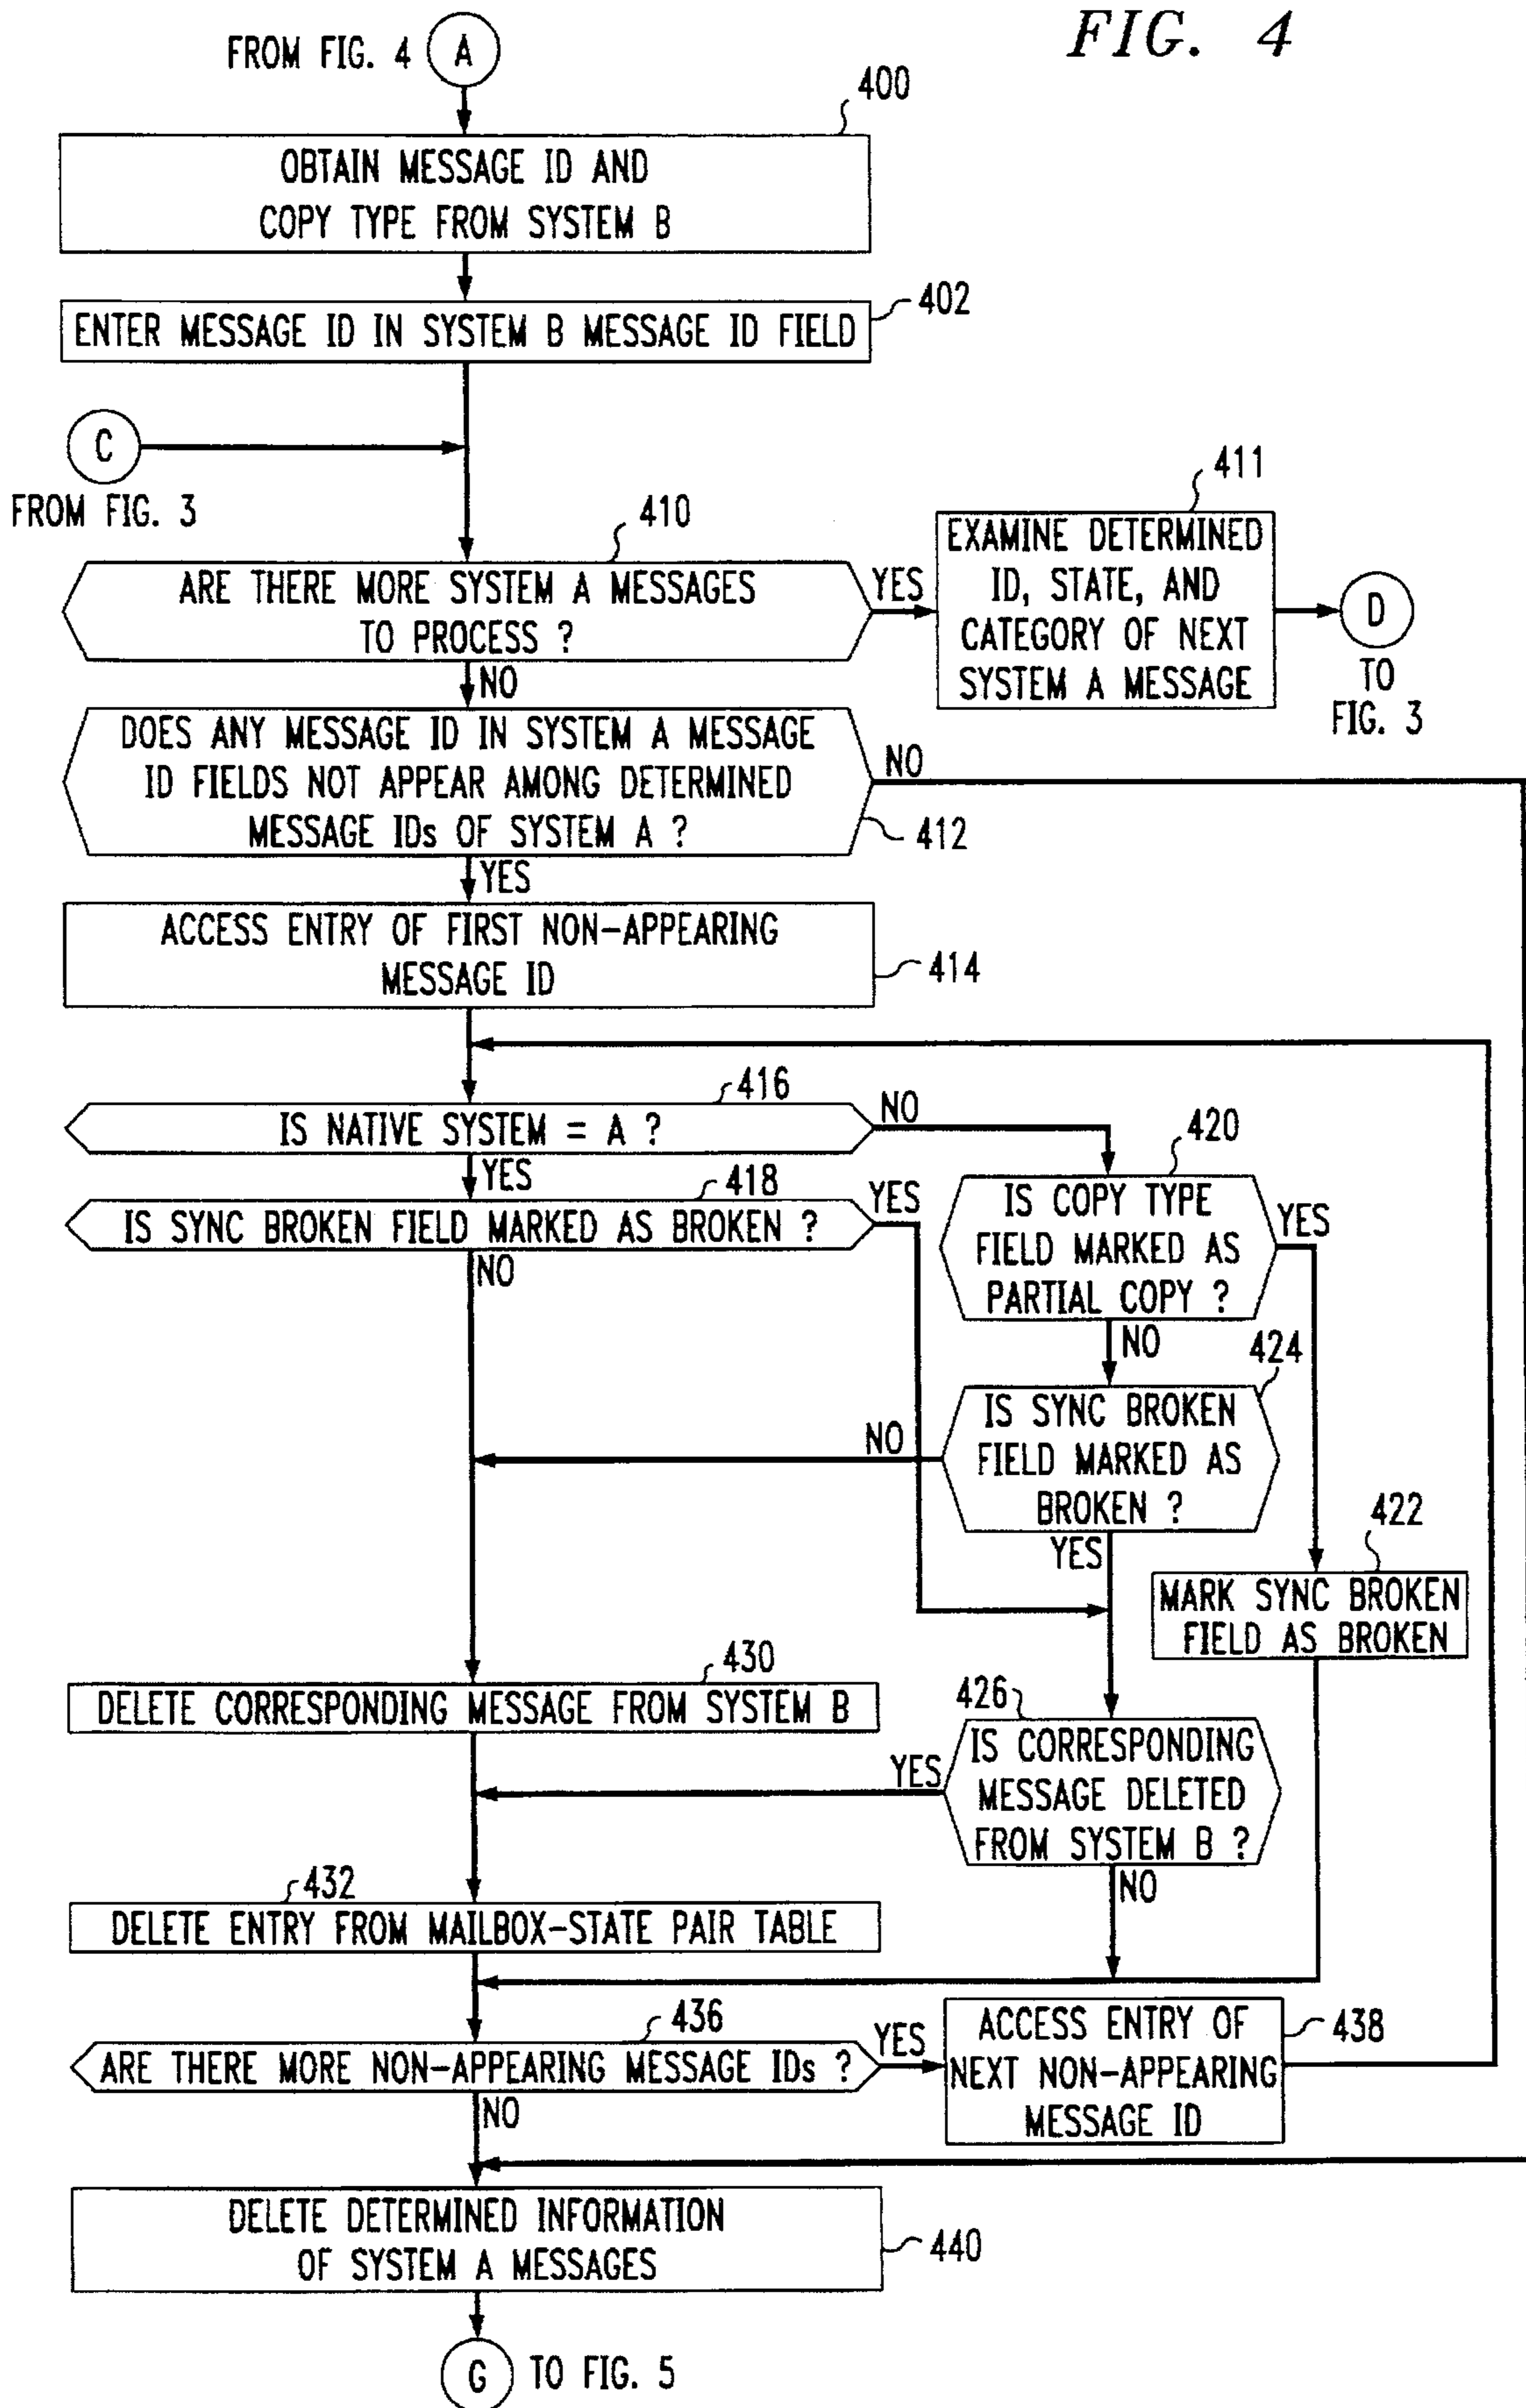 FIG. 4
FROM FIG. 4
A
400
OBTAIN MESSAGE ID AND
COPY TYPE FROM SYSTEM B
402
ENTER MESSAGE ID IN SYSTEM B MESSAGE ID FIELD
C
FROM FIG. 3
410
ARE THERE MORE SYSTEM A MESSAGES
TO PROCESS ?
YES
NO
411
EXAMINE DETERMINED
ID, STATE, AND
CATEGORY OF NEXT
SYSTEM A MESSAGE
D
TO
FIG. 3
DOES ANY MESSAGE ID IN SYSTEM A MESSAGE
ID FIELDS NOT APPEAR AMONG DETERMINED
MESSAGE IDs OF SYSTEM A ?
NO
412
YES
ACCESS ENTRY OF FIRST NON-APPEARING
MESSAGE ID
414
416
IS NATIVE SYSTEM = A ?
NO
YES
418
IS SYNC BROKEN FIELD MARKED AS BROKEN ?
YES
NO
420
IS COPY TYPE
FIELD MARKED AS
PARTIAL COPY ?
YES
NO
424
IS SYNC BROKEN
FIELD MARKED AS
BROKEN ?
NO
YES
422
MARK SYNC BROKEN
FIELD AS BROKEN
430
DELETE CORRESPONDING MESSAGE FROM SYSTEM B
426
IS CORRESPONDING
MESSAGE DELETED
FROM SYSTEM B ?
YES
NO
432
DELETE ENTRY FROM MAILBOX-STATE PAIR TABLE
436
ARE THERE MORE NON-APPEARING MESSAGE IDs ?
YES
NO
ACCESS ENTRY OF
NEXT NON-APPEARING
MESSAGE ID
438
DELETE DETERMINED INFORMATION
OF SYSTEM A MESSAGES
440
G
TO FIG. 5